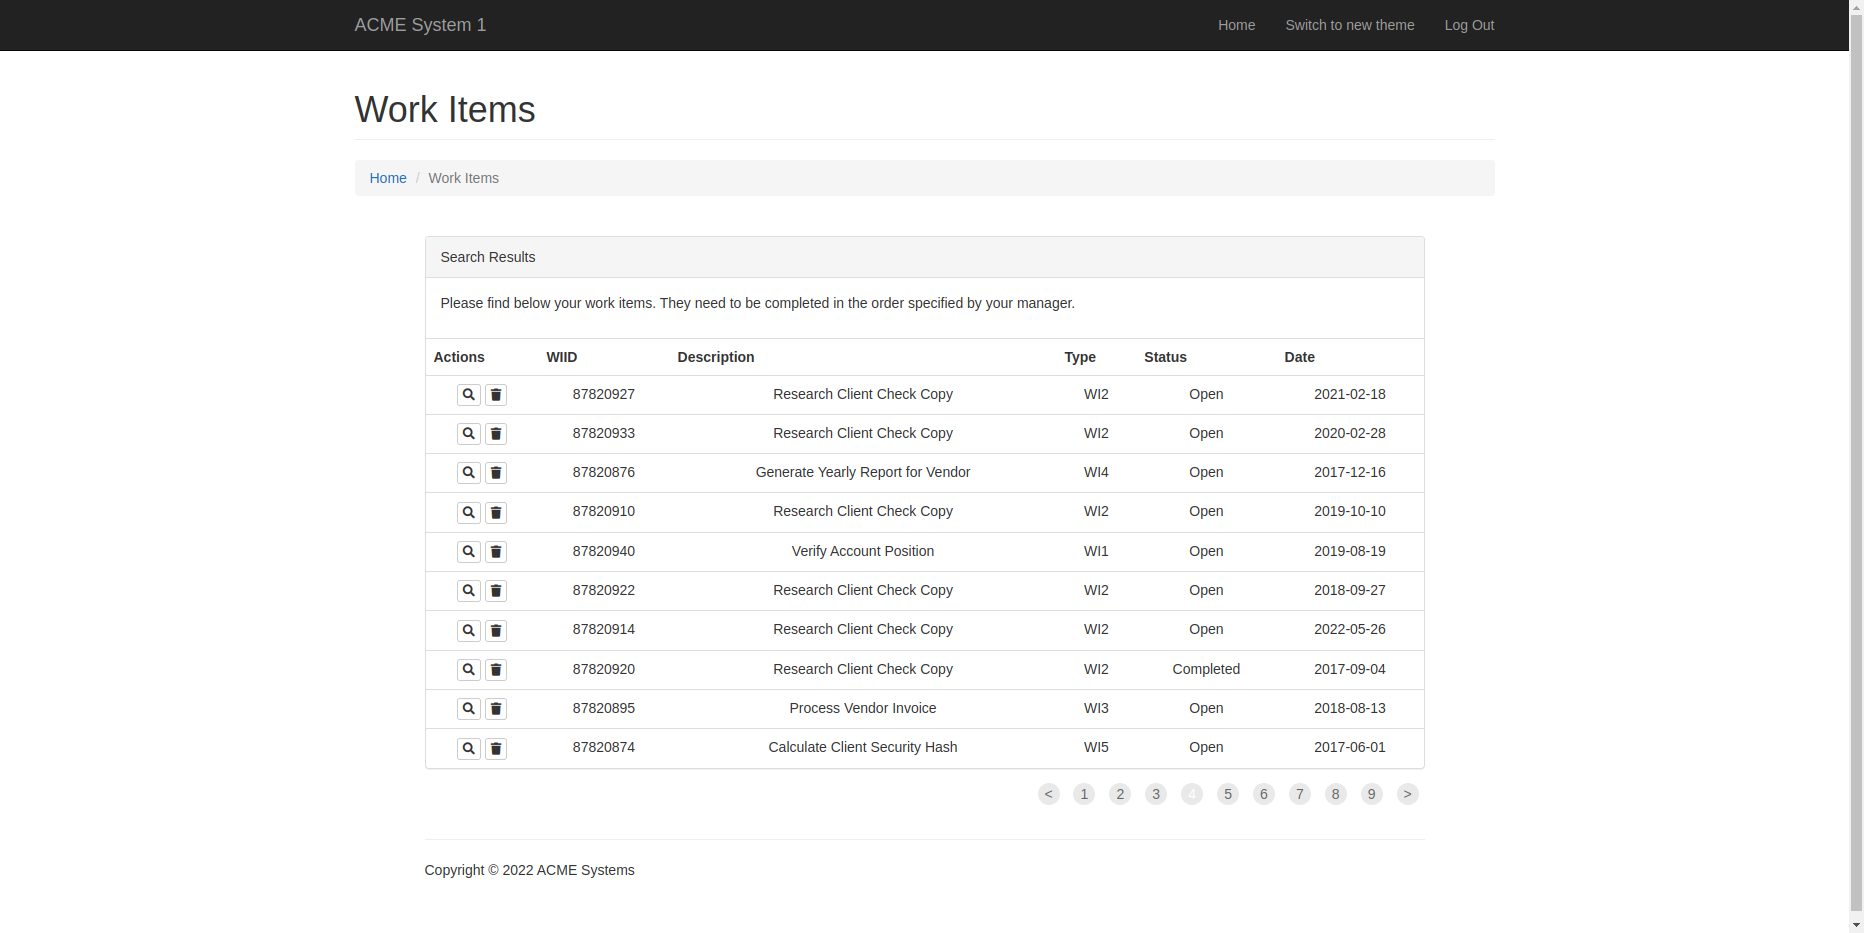 ACME System 1 Home Switch to new theme Log Out
Work Items
Home / Work Items
Search Results
Please find below your work items. They need to be completed in the order specified by your manager.
Actions WIID Description Type Status Date
87820927 Research Client Check Copy WI2 Open 2021-02-18
87820933 Research Client Check Copy WI2 Open 2020-02-28
87820876 Generate Yearly Report for Vendor WI4 Open 2017-12-16
87820910 Research Client Check Copy WI2 Open 2019-10-10
87820940 Verify Account Position WI1 Open 2019-08-19
87820922 Research Client Check Copy WI2 Open 2018-09-27
87820914 Research Client Check Copy WI2 Open 2022-05-26
87820920 Research Client Check Copy WI2 Completed 2017-09-04
87820895 Process Vendor Invoice WI3 Open 2018-08-13
87820874 Calculate Client Security Hash WI5 Open 2017-06-01
< 1 2 3 4 5 6 7 8 9 >
Copyright © 2022 ACME Systems